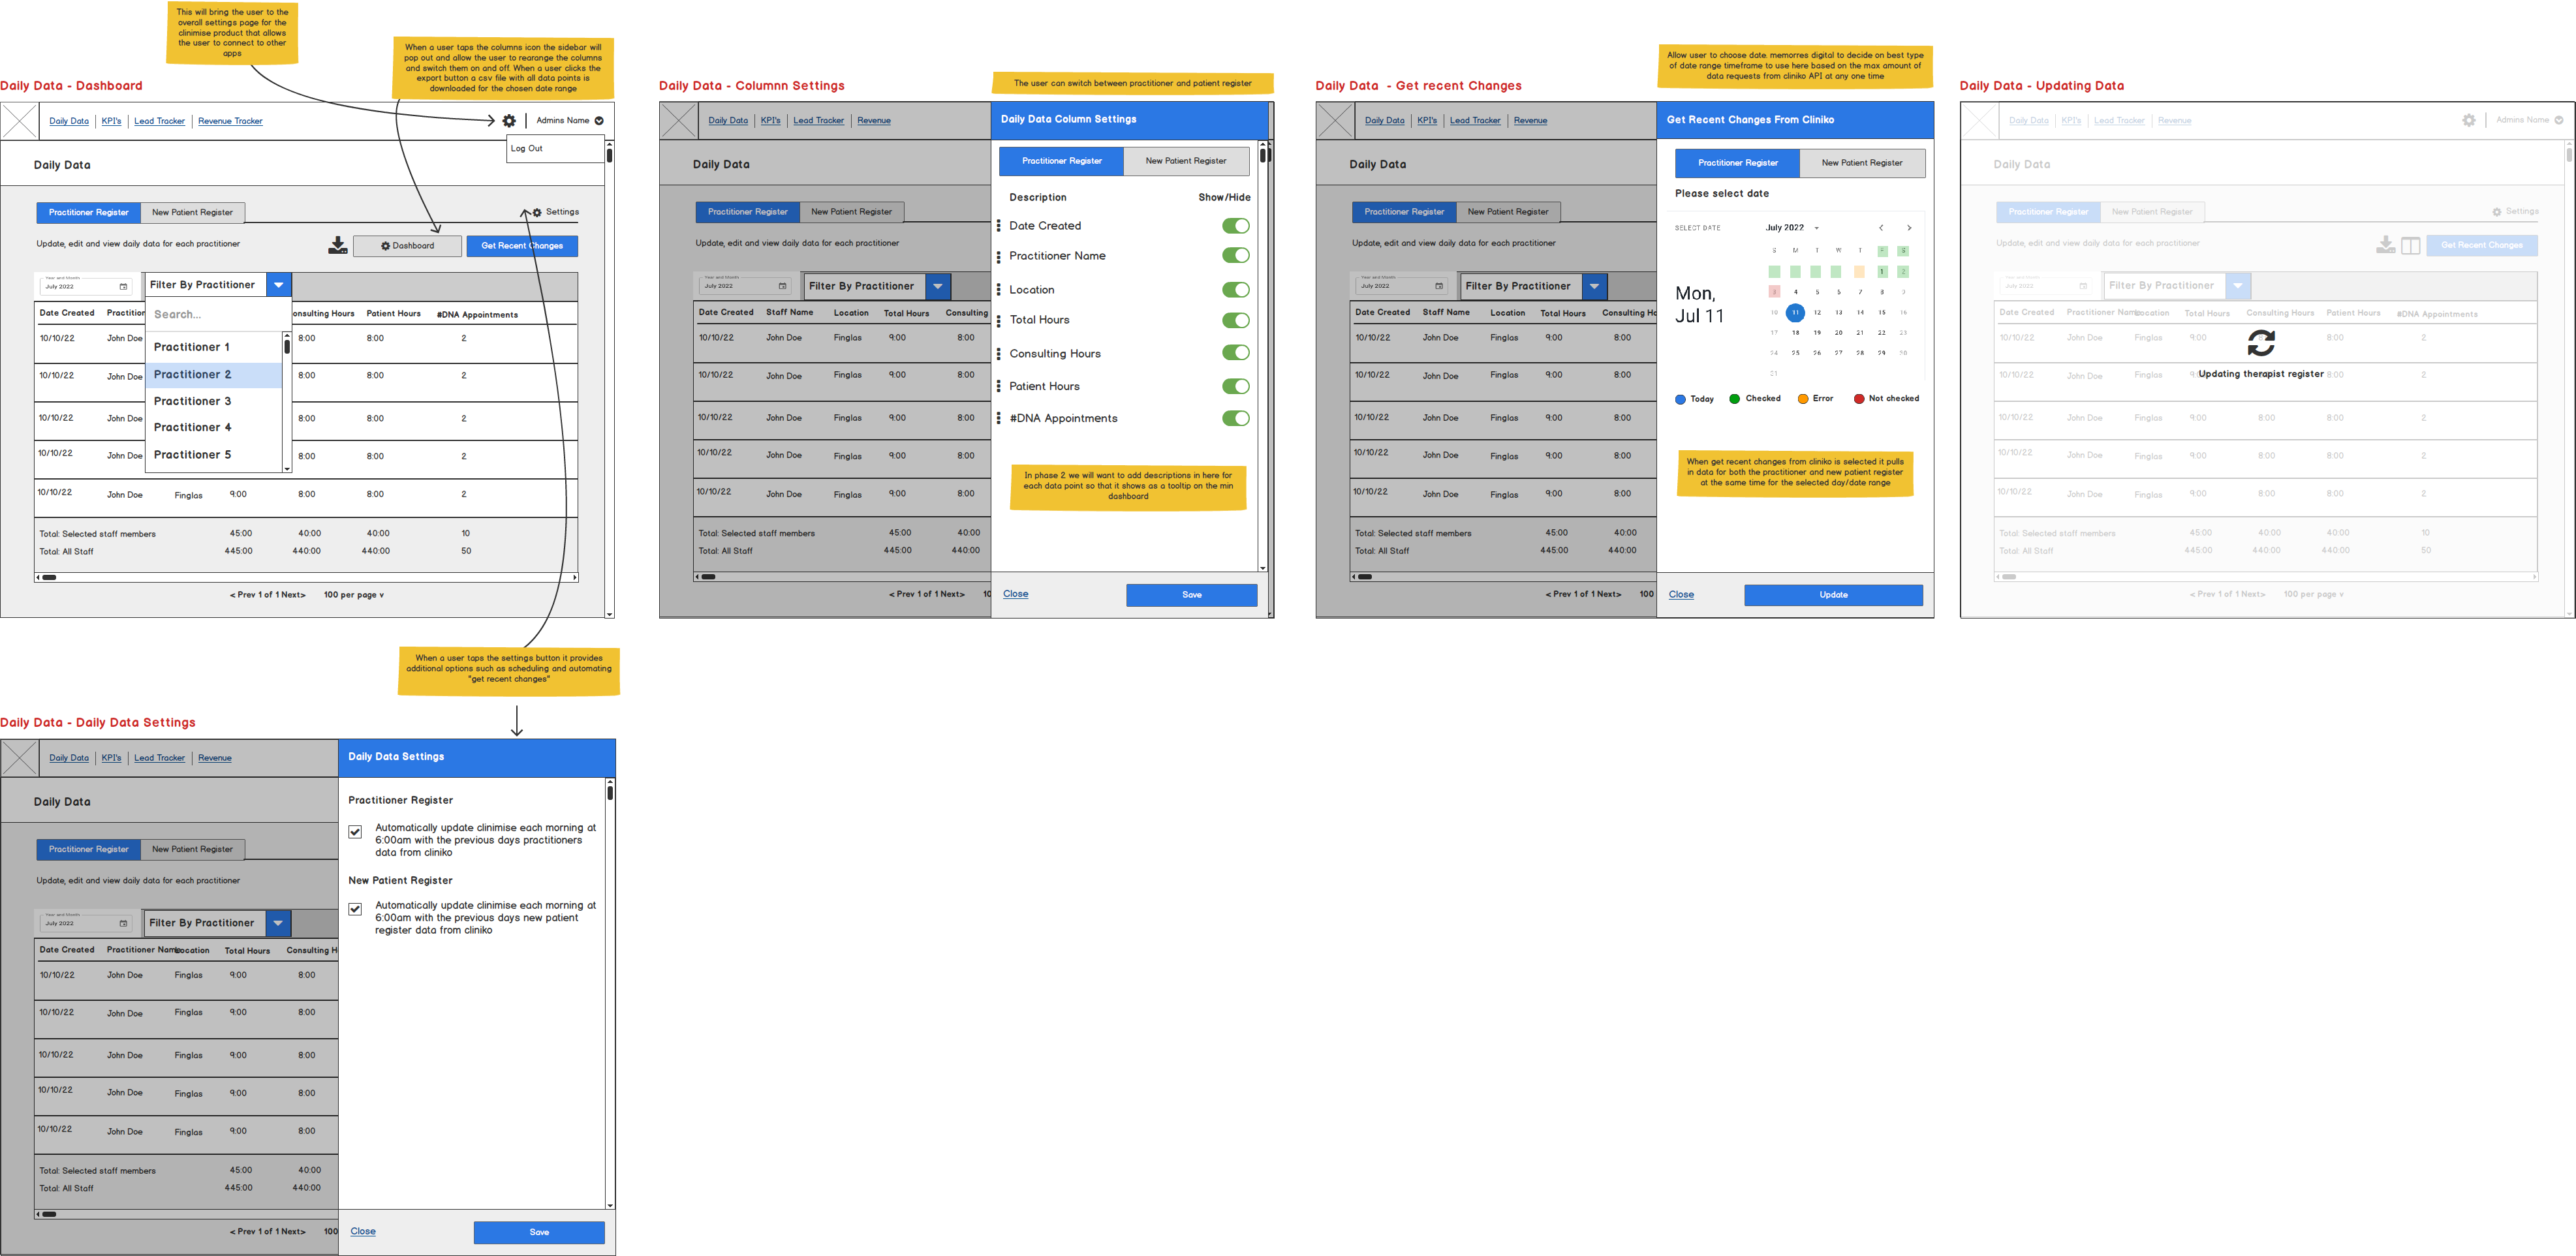 This will bring the user to the
overall settings page for the
clinimise product that allows
the user to connect to other
apps
When a user taps the columns icon the sidebar will
pop out and allow the user to rearrange the columns
and switch them on and off. When a user clicks the
export button a csv file with all data points is
downloaded for the chosen date range
Daily Data - Dashboard
Daily Data KPI's Lead Tracker Revenue Tracker Admins Name
Log Out
Daily Data
Practitioner Register New Patient Register Settings
Update, edit and view daily data for each practitioner Dashboard Get Recent Changes
Year and Month
July 2022 Filter By Practitioner
Search...
Practitioner 1
Practitioner 2
Practitioner 3
Practitioner 4
Practitioner 5
Date Created Practition onsulting Hours Patient Hours #DNA Appointments
10/10/22 John Doe 8:00 8:00 2
10/10/22 John Doe 8:00 8:00 2
10/10/22 John Doe 8:00 8:00 2
10/10/22 John Doe 8:00 8:00 2
10/10/22 John Doe Finglas 9:00 8:00 8:00 2
Total: Selected staff members 45:00 40:00 40:00 10
Total: All Staff 445:00 440:00 440:00 50
< Prev 1 of 1 Next> 100 per page v
Daily Data - Columnn Settings
The user can switch between practitioner and patient register
Daily Data KPI's Lead Tracker Revenue
Daily Data
Practitioner Register New Patient Register
Update, edit and view daily data for each practitioner
Year and Month
July 2022 Filter By Practitioner
Date Created Staff Name Location Total Hours Consulting
10/10/22 John Doe Finglas 9:00 8:00
10/10/22 John Doe Finglas 9:00 8:00
10/10/22 John Doe Finglas 9:00 8:00
10/10/22 John Doe Finglas 9:00 8:00
10/10/22 John Doe Finglas 9:00 8:00
Total: Selected staff members 45:00 40:00
Total: All Staff 445:00 440:00
< Prev 1 of 1 Next> 10
Daily Data Column Settings
Practitioner Register New Patient Register
Description Show/Hide
Date Created
Practitioner Name
Location
Total Hours
Consulting Hours
Patient Hours
#DNA Appointments
In phase 2 we will want to add descriptions in here for
each data point so that it shows as a tooltip on the min
dashboard
Close Save
Daily Data - Get recent Changes
Allow user to choose date. memorres digital to decide on best type
of date range timeframe to use here based on the max amount of
data requests from cliniko API at any one time
Daily Data KPI's Lead Tracker Revenue
Daily Data
Practitioner Register New Patient Register
Update, edit and view daily data for each practitioner
Year and Month
July 2022 Filter By Practitioner
Date Created Staff Name Location Total Hours Consulting Ho
10/10/22 John Doe Finglas 9:00 8:00
10/10/22 John Doe Finglas 9:00 8:00
10/10/22 John Doe Finglas 9:00 8:00
10/10/22 John Doe Finglas 9:00 8:00
10/10/22 John Doe Finglas 9:00 8:00
Total: Selected staff members 45:00 40:00
Total: All Staff 445:00 440:00
< Prev 1 of 1 Next> 100
Get Recent Changes From Cliniko
Practitioner Register New Patient Register
Please select date
SELECT DATE July 2022
Mon,
Jul 11
S M T W T F S
1 2
3 4 5 6 7 8 9
10 11 12 13 14 15 16
17 18 19 20 21 22 23
24 25 26 27 28 29 30
31
Today Checked Error Not checked
When get recent changes from cliniko is selected it pulls
in data for both the practitioner and new patient register
at the same time for the selected day/date range
Close Update
Daily Data - Updating Data
Daily Data KPI's Lead Tracker Revenue Admins Name
Daily Data
Practitioner Register New Patient Register Settings
Update, edit and view daily data for each practitioner Get Recent Changes
July 2022 Filter By Practitioner
Date Created Practitioner Name Location Total Hours Consulting Hours Patient Hours #DNA Appointments
10/10/22 John Doe Finglas 9:00 8:00 2
Updating therapist register
10/10/22 John Doe Finglas 8:00 2
10/10/22 John Doe Finglas 9:00 8:00 8:00 2
10/10/22 John Doe Finglas 9:00 8:00 8:00 2
10/10/22 John Doe Finglas 9:00 8:00 8:00 2
Total: Selected staff members 45:00 40:00 40:00 10
Total: All Staff 445:00 440:00 440:00 50
< Prev 1 of 1 Next> 100 per page v
When a user taps the settings button it provides
additional options such as scheduling and automating
"get recent changes"
Daily Data - Daily Data Settings
Daily Data KPI's Lead Tracker Revenue
Daily Data
Practitioner Register New Patient Register
Update, edit and view daily data for each practitioner
Year and Month
July 2022 Filter By Practitioner
Date Created Practitioner Name Location Total Hours Consulting H
10/10/22 John Doe Finglas 9:00 8:00
10/10/22 John Doe Finglas 9:00 8:00
10/10/22 John Doe Finglas 9:00 8:00
10/10/22 John Doe Finglas 9:00 8:00
10/10/22 John Doe Finglas 9:00 8:00
Total: Selected staff members 45:00 40:00
Total: All Staff 445:00 440:00
< Prev 1 of 1 Next> 100
Daily Data Settings
Practitioner Register
Automatically update clinimise each morning at
6:00am with the previous days practitioners
data from cliniko
New Patient Register
Automatically update clinimise each morning at
6:00am with the previous days new patient
register data from cliniko
Close Save